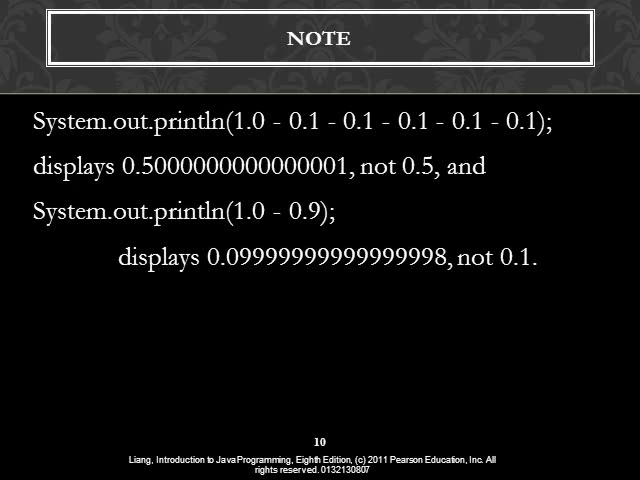 NOTE
System.out.println(1.0 - 0.1 - 0.1 - 0.1 - 0.1 - 0.1);
displays 0.5000000000000001, not 0.5, and
System.out.println(1.0 - 0.9);
displays 0.09999999999999998, not 0.1.
10
Liang, Introduction to Java Programming, Eighth Edition, (c) 2011 Pearson Education, Inc. All
rights reserved. 0132130807